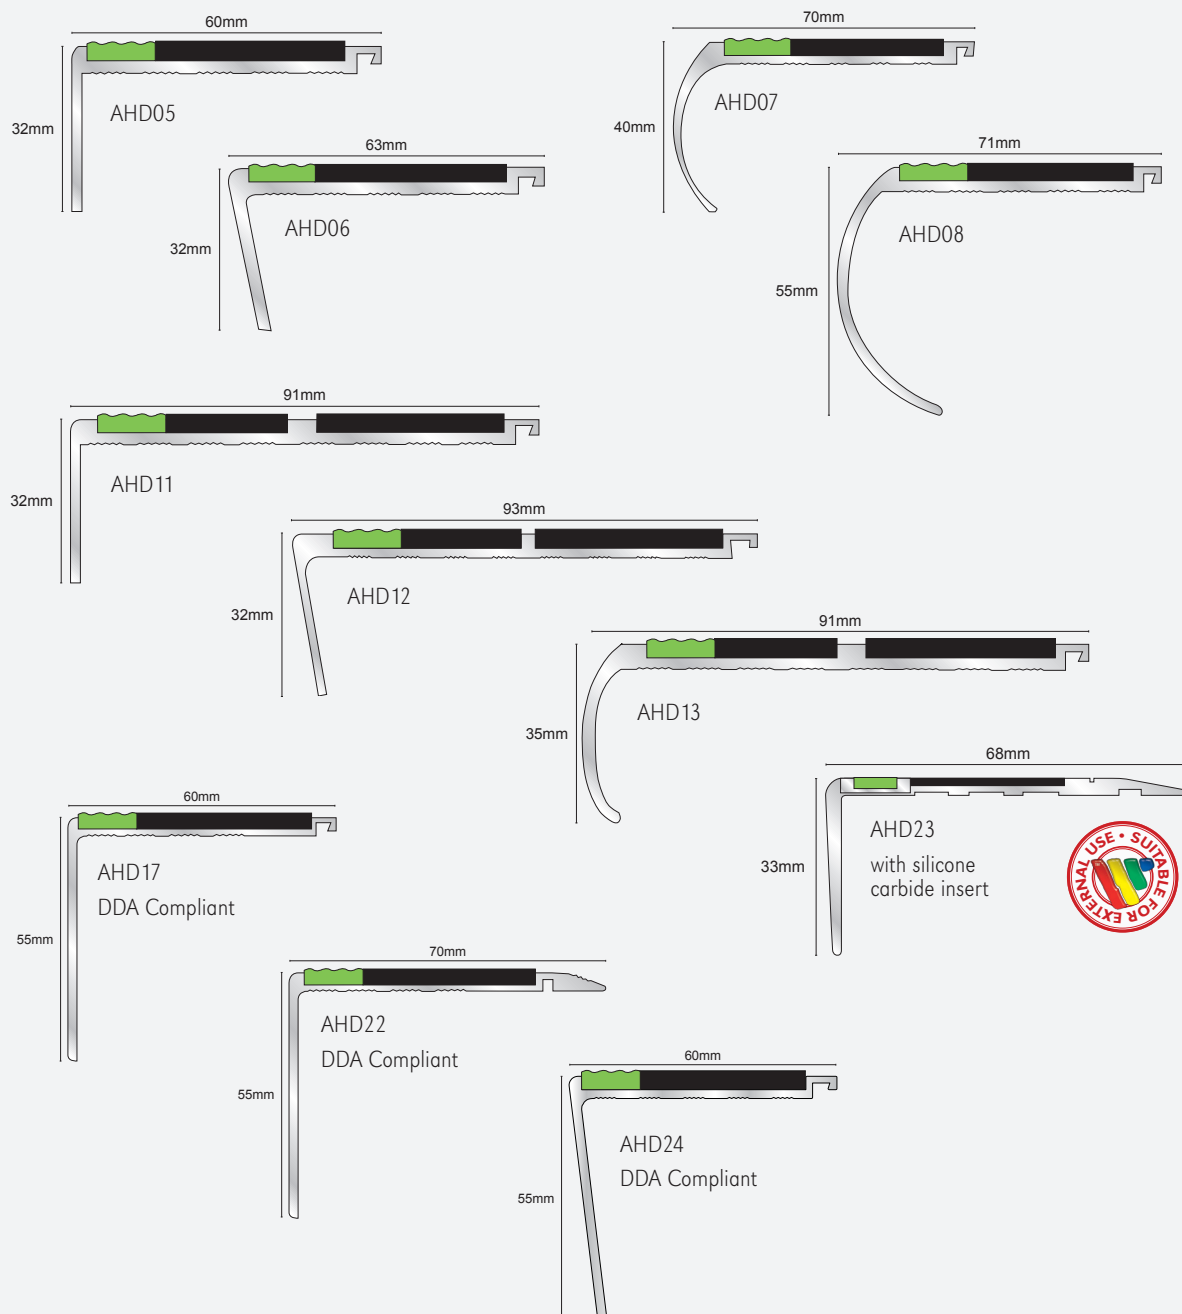 60mm
32mm
AHD05
70mm
40mm
AHD07
63mm
32mm
AHD06
71mm
55mm
AHD08
91mm
32mm
AHD11
93mm
32mm
AHD12
91mm
35mm
AHD13
68mm
33mm
AHD23
with silicone
carbide insert
SUITABLE FOR EXTERNAL USE •
60mm
55mm
AHD17
DDA Compliant
70mm
55mm
AHD22
DDA Compliant
60mm
55mm
AHD24
DDA Compliant